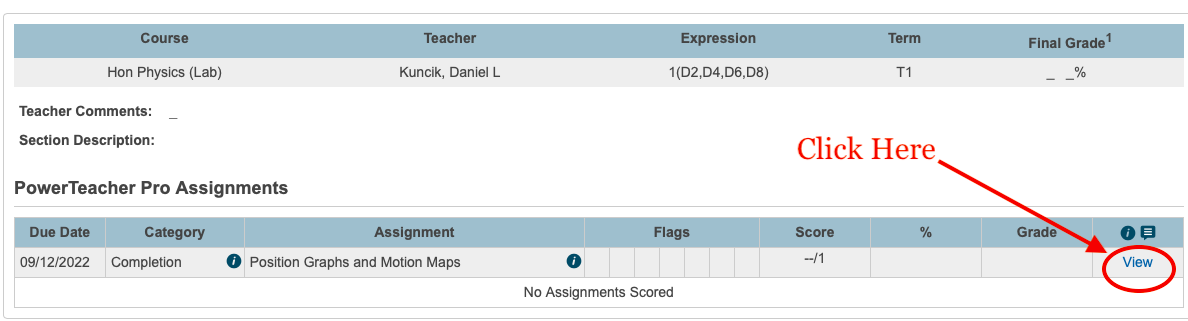 Course Teacher Expression Term Final Grade1
Hon Physics (Lab) Kuncik, Daniel L 1(D2,D4,D6,D8) T1 _ _%
Teacher Comments: _
Section Description:
Click Here
PowerTeacher Pro Assignments
Due Date Category Assignment Flags Score % Grade
09/12/2022 Completion Position Graphs and Motion Maps --/1 View
No Assignments Scored